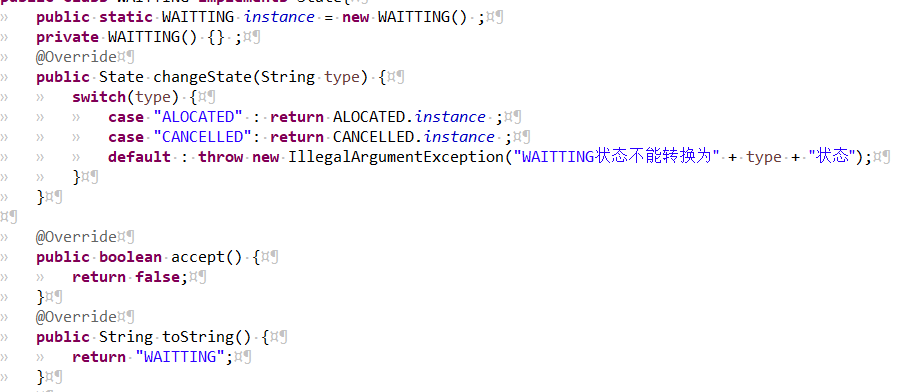 public class WAITTING implements State{
public static WAITTING instance = new WAITTING() ;
private WAITTING() {} ;
@Override
public State changeState(String type) {
switch(type) {
case "ALOCATED" : return ALOCATED.instance ;
case "CANCELLED": return CANCELLED.instance ;
default : throw new IllegalArgumentException("WAITTING状态不能转换为" + type + "状态");
}
}
@Override
public boolean accept() {
return false;
}
@Override
public String toString() {
return "WAITTING";
}